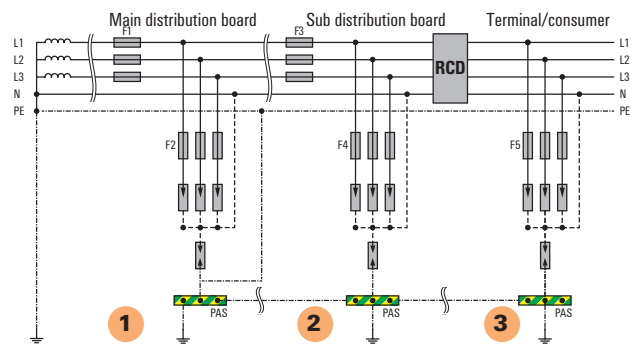 Main distribution board Sub distribution board Terminal/consumer
F1 F3
L1 L1
L2 RCD L2
L3 L3
N N
PE PE
F2 F4 F5
PAS PAS PAS
1 2 3